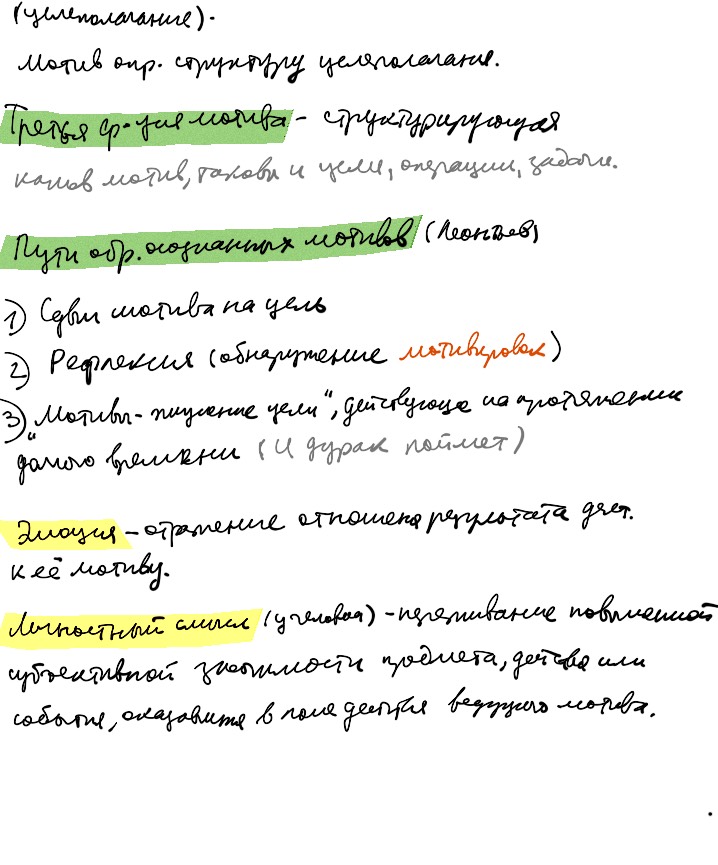 (целеполагание).
Мотив опр. структуру целеполагания.
Третья ф-ция мотива - структурирующая
каков мотив, таковы и цели, операции, задачи.
Пути обр. осознанных мотивов (Леонтьев)
1) Сдвиг мотива на цель
2) Рефлексия (обнаружение мотивировок)
3) "Мотивы - жизненные цели", действующие на протяжении
долгого времени (И дурак поймет)
Эмоция - отражение отношения результата деят.
к её мотиву.
Личностный смысл (у человека) - переживание повышенной
субъективной значимости предмета, действия или
события, оказавшихся в поле действия ведущего мотива.